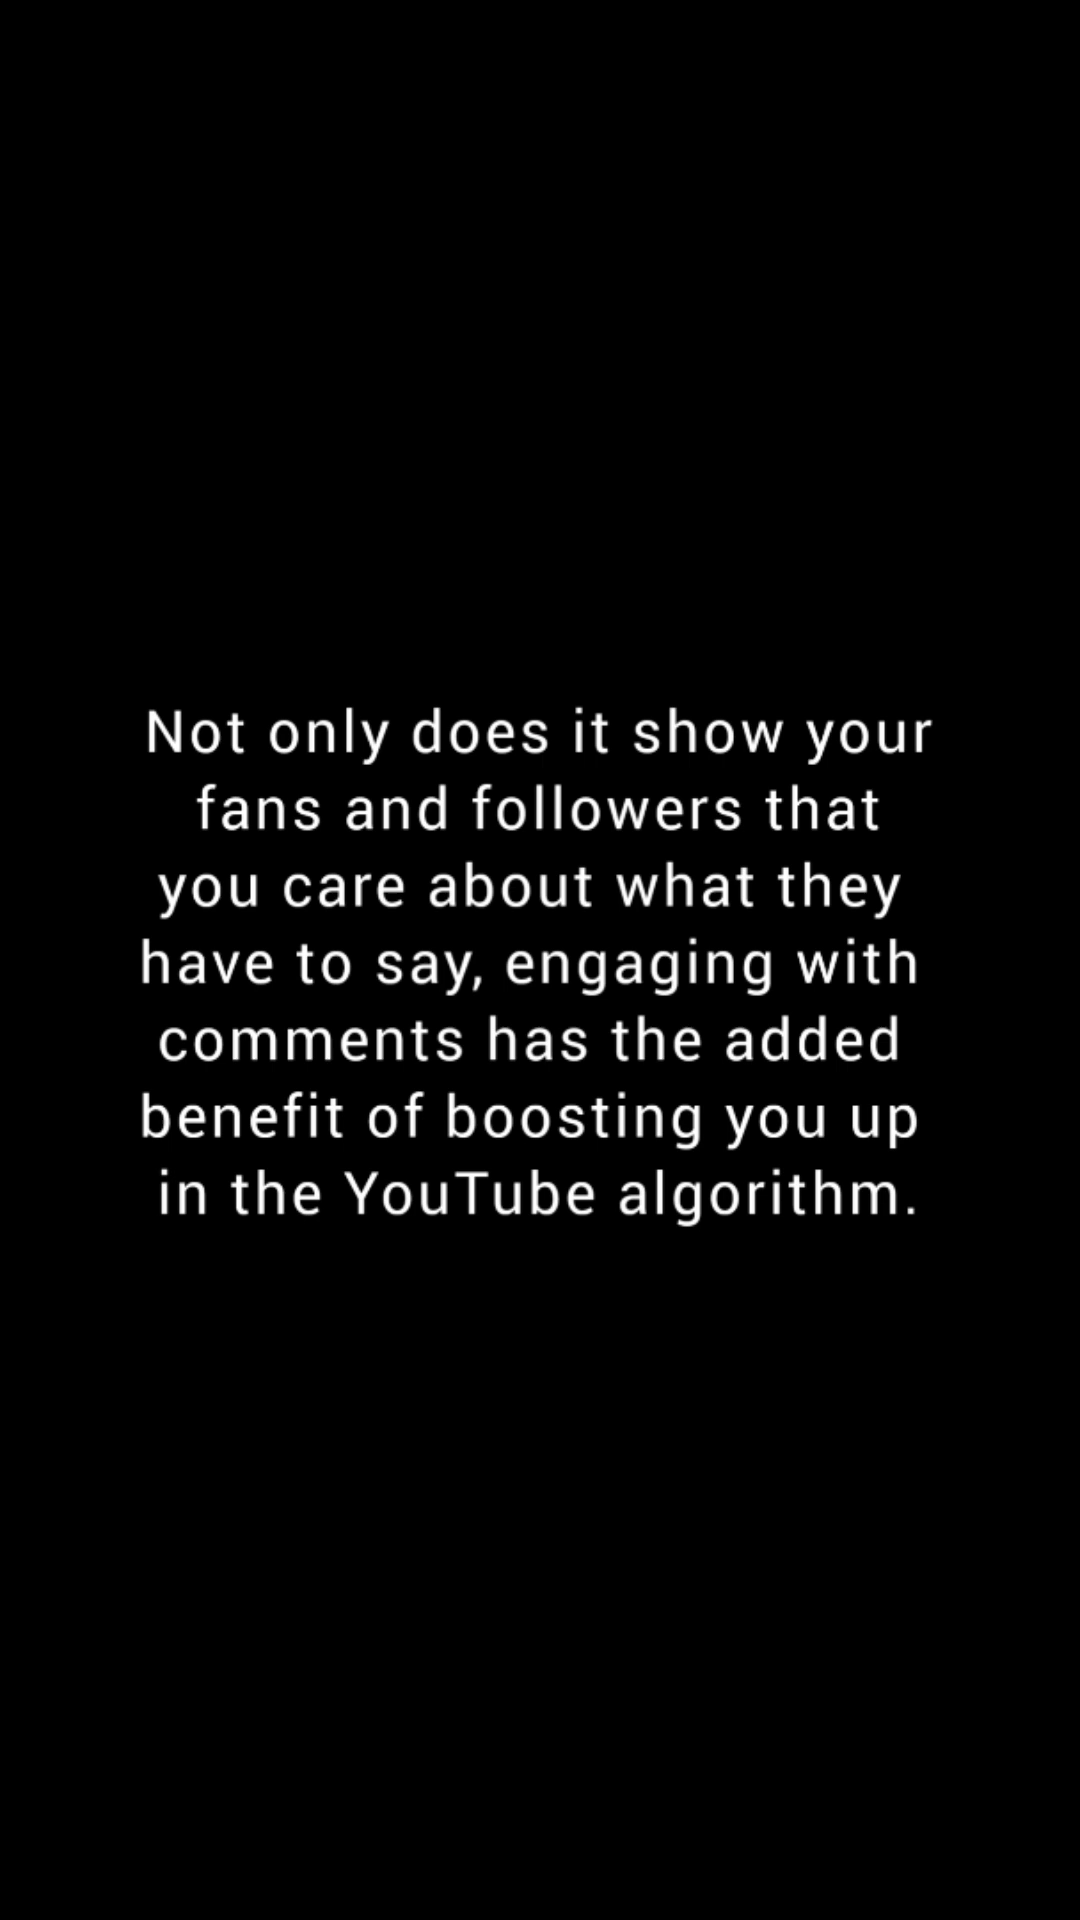 Not only does it show your
fans and followers that
you care about what they
have to say, engaging with
comments has the added
benefit of boosting you up
in the YouTube algorithm.